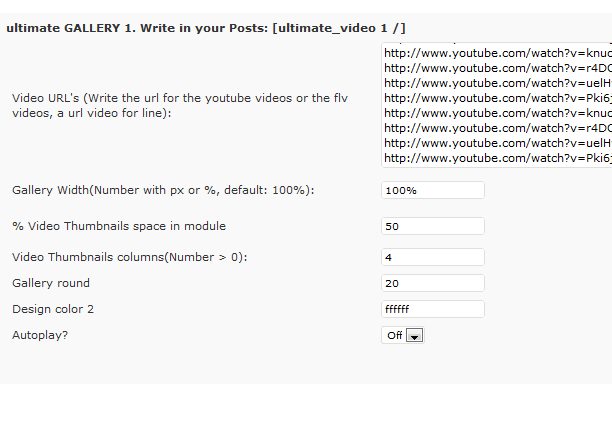 ultimate GALLERY 1. Write in your Posts: [ultimate_video 1 /]
Video URL's (Write the url for the youtube videos or the flv
videos, a url video for line):
http://www.youtube.com/watch?v=knuc
http://www.youtube.com/watch?v=r4DC
http://www.youtube.com/watch?v=uelH
http://www.youtube.com/watch?v=Pki6j
http://www.youtube.com/watch?v=knuc
http://www.youtube.com/watch?v=r4DC
http://www.youtube.com/watch?v=uelH
http://www.youtube.com/watch?v=Pki6j
Gallery Width(Number with px or %, default: 100%): 100%
% Video Thumbnails space in module 50
Video Thumbnails columns(Number > 0): 4
Gallery round 20
Design color 2 ffffff
Autoplay? Off